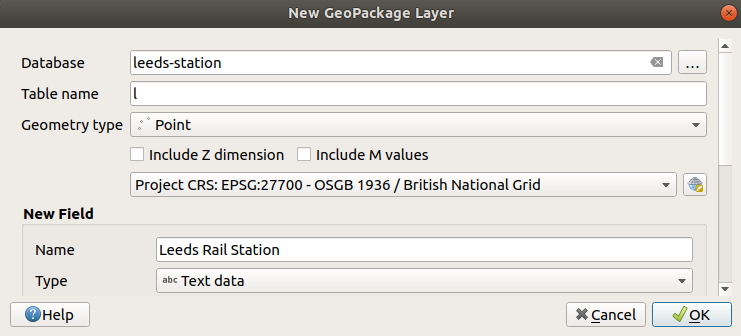 New GeoPackage Layer
Database leeds-station ...
Table name l
Geometry type Point
Include Z dimension Include M values
Project CRS: EPSG:27700 - OSGB 1936 / British National Grid
New Field
Name Leeds Rail Station
Type abc Text data
Help Cancel OK